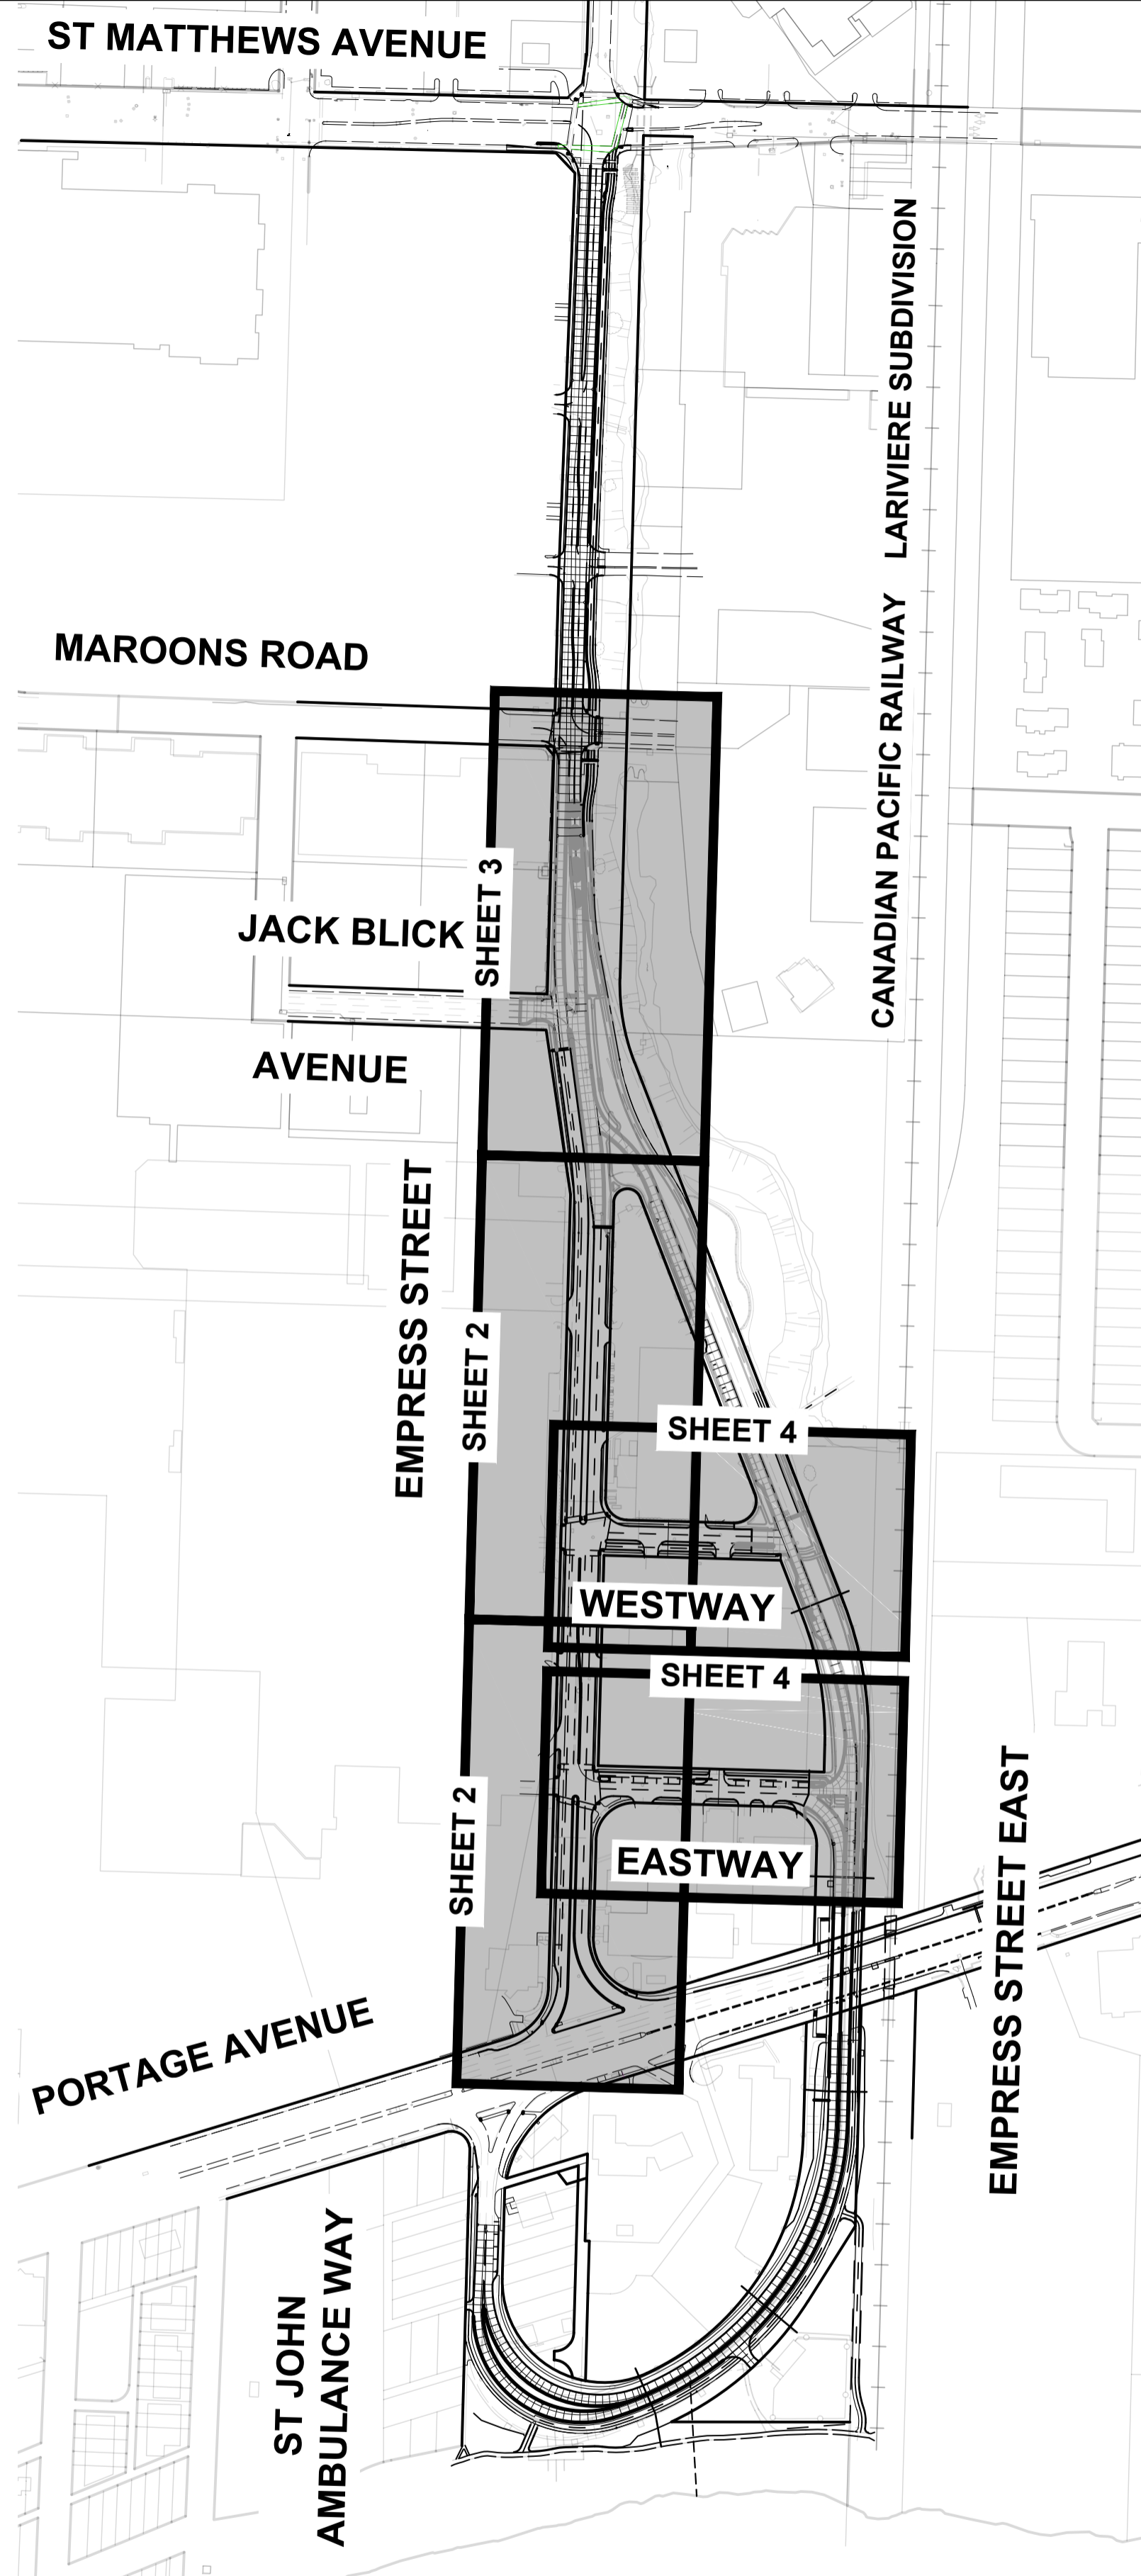 ST MATTHEWS AVENUE
LARIVIERE SUBDIVISION
CANADIAN PACIFIC RAILWAY
MAROONS ROAD
SHEET 3
JACK BLICK
AVENUE
EMPRESS STREET
SHEET 2
SHEET 4
WESTWAY
SHEET 4
SHEET 2
EASTWAY
EMPRESS STREET EAST
PORTAGE AVENUE
ST JOHN
AMBULANCE WAY